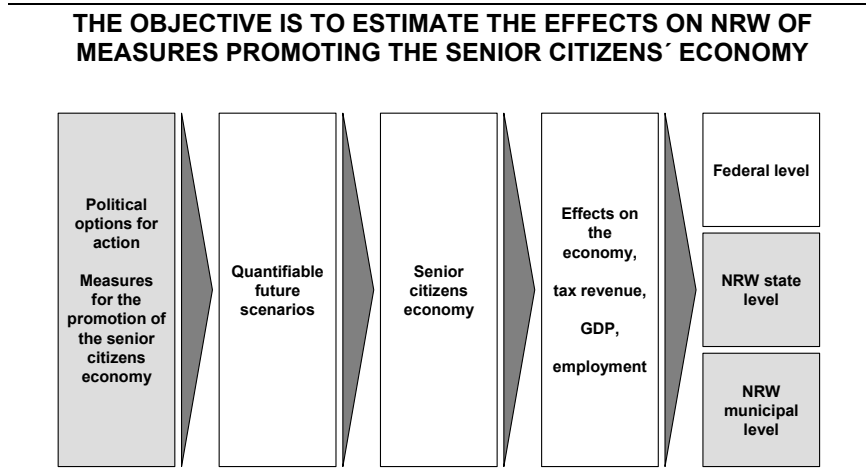 THE OBJECTIVE IS TO ESTIMATE THE EFFECTS ON NRW OF
MEASURES PROMOTING THE SENIOR CITIZENS´ ECONOMY
Political
options for
action
Measures
for the
promotion of
the senior
citizens
economy
Quantifiable
future
scenarios
Senior
citizens
economy
Effects on
the
economy,
tax revenue,
GDP,
employment
Federal level
NRW state
level
NRW
municipal
level